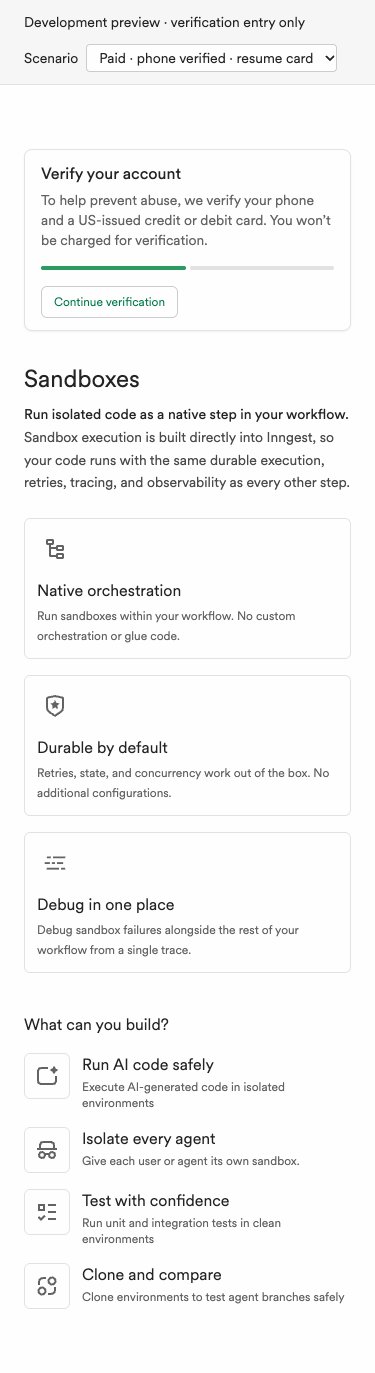 Development preview · verification entry only
Scenario
Paid · phone verified · resume card
Verify your account
To help prevent abuse, we verify your phone
and a US-issued credit or debit card. You won’t
be charged for verification.
Continue verification
Sandboxes
Run isolated code as a native step in your workflow.
Sandbox execution is built directly into Inngest, so
your code runs with the same durable execution,
retries, tracing, and observability as every other step.
Native orchestration
Run sandboxes within your workflow. No custom
orchestration or glue code.
Durable by default
Retries, state, and concurrency work out of the box. No
additional configurations.
Debug in one place
Debug sandbox failures alongside the rest of your
workflow from a single trace.
What can you build?
Run AI code safely
Execute AI-generated code in isolated
environments
Isolate every agent
Give each user or agent its own sandbox.
Test with confidence
Run unit and integration tests in clean
environments
Clone and compare
Clone environments to test agent branches safely